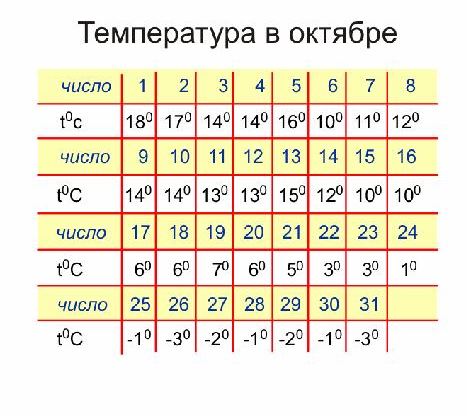 Температура в октябре
число 1 2 3 4 5 6 7 8
t⁰c 18⁰ 17⁰ 14⁰ 14⁰ 16⁰ 10⁰ 11⁰ 12⁰
число 9 10 11 12 13 14 15 16
t⁰C 14⁰ 14⁰ 13⁰ 13⁰ 15⁰ 12⁰ 10⁰ 10⁰
число 17 18 19 20 21 22 23 24
t⁰C 6⁰ 6⁰ 7⁰ 6⁰ 5⁰ 3⁰ 3⁰ 1⁰
число 25 26 27 28 29 30 31
t⁰C -1⁰ -3⁰ -2⁰ -1⁰ -2⁰ -1⁰ -3⁰